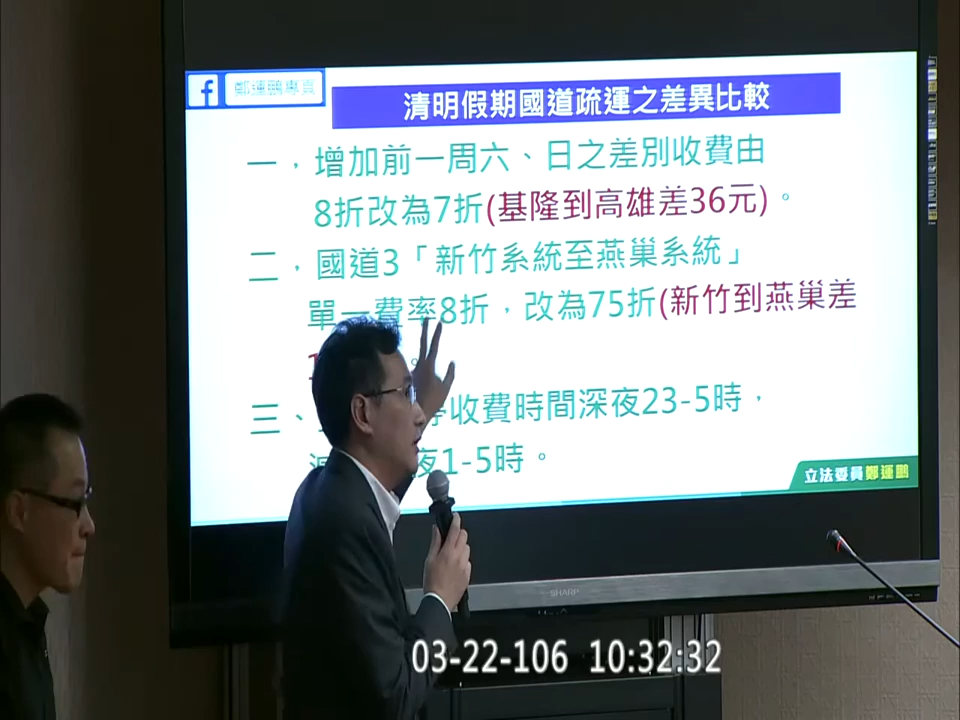 f 鄭運鵬專頁
清明假期國道疏運之差異比較
一，增加前一周六、日之差別收費由
8折改為7折(基隆到高雄差36元)。
二，國道3「新竹系統至燕巢系統」
單一費率8折，改為75折(新竹到燕巢差
。
三、 收費時間深夜23-5時，
夜1-5時。
立法委員鄭運鵬
SHARP
03-22-106 10:32:32